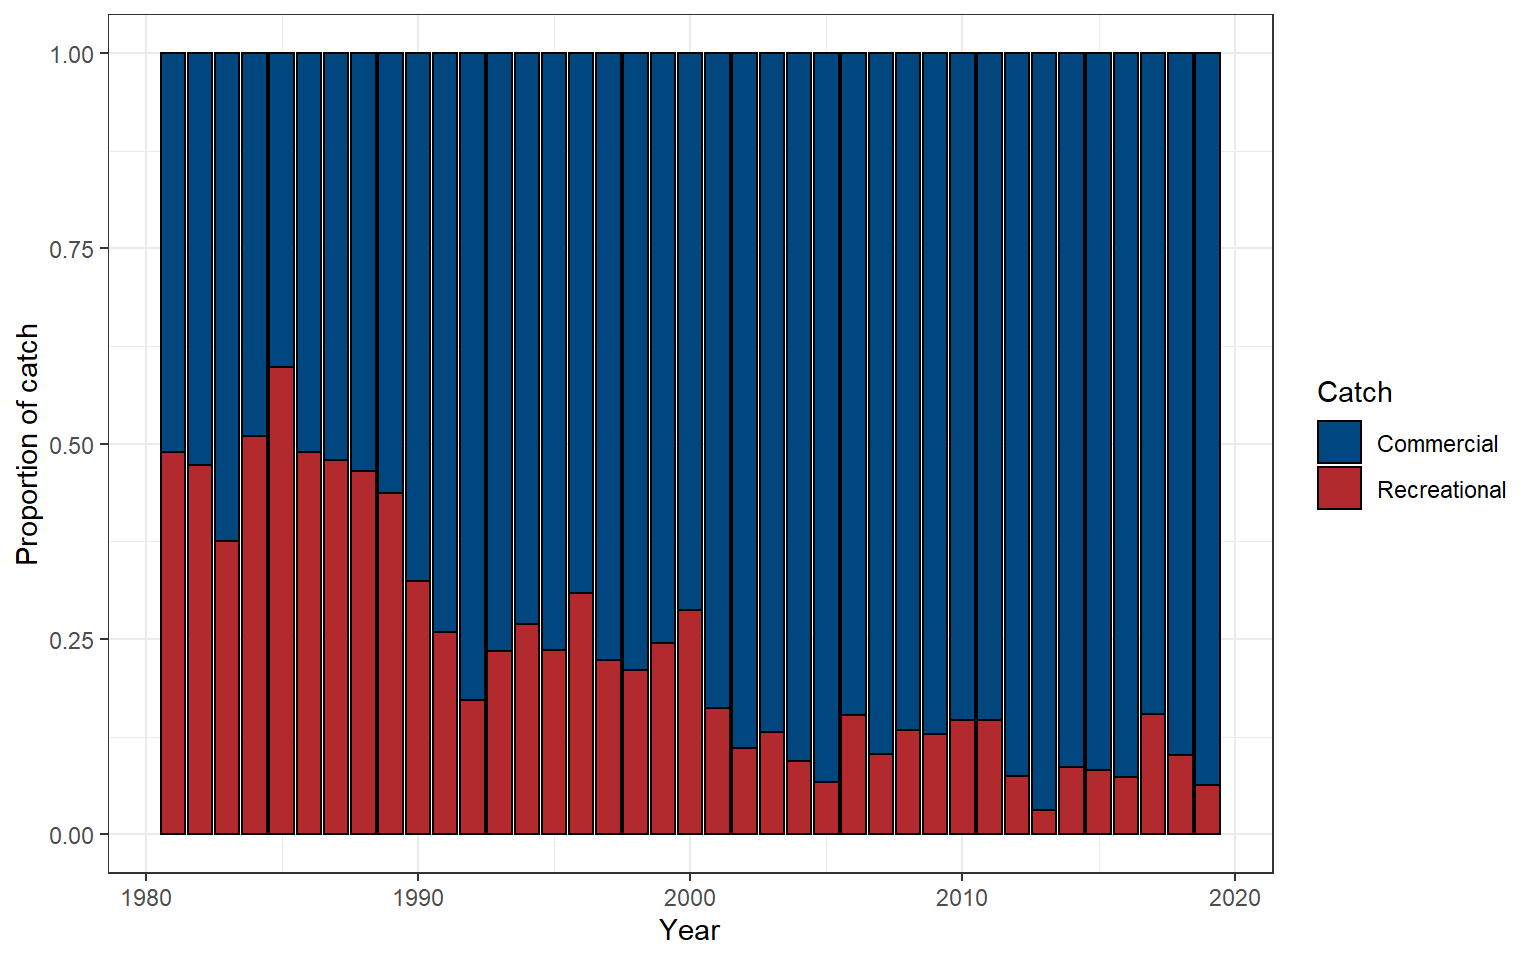 Proportion of catch
1.00
0.75
0.50
0.25
0.00
1980 1990 2000 2010 2020
Year
Catch
Commercial
Recreational